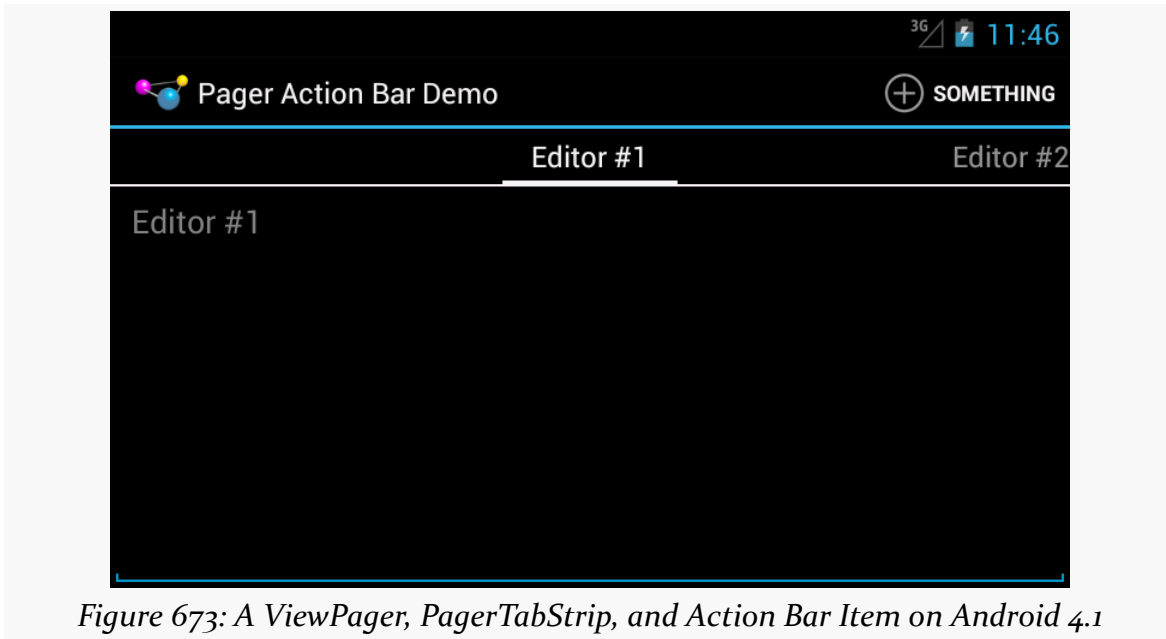 3G 11:46
Pager Action Bar Demo SOMETHING
Editor #1 Editor #2
Editor #1
Figure 673: A ViewPager, PagerTabStrip, and Action Bar Item on Android 4.1